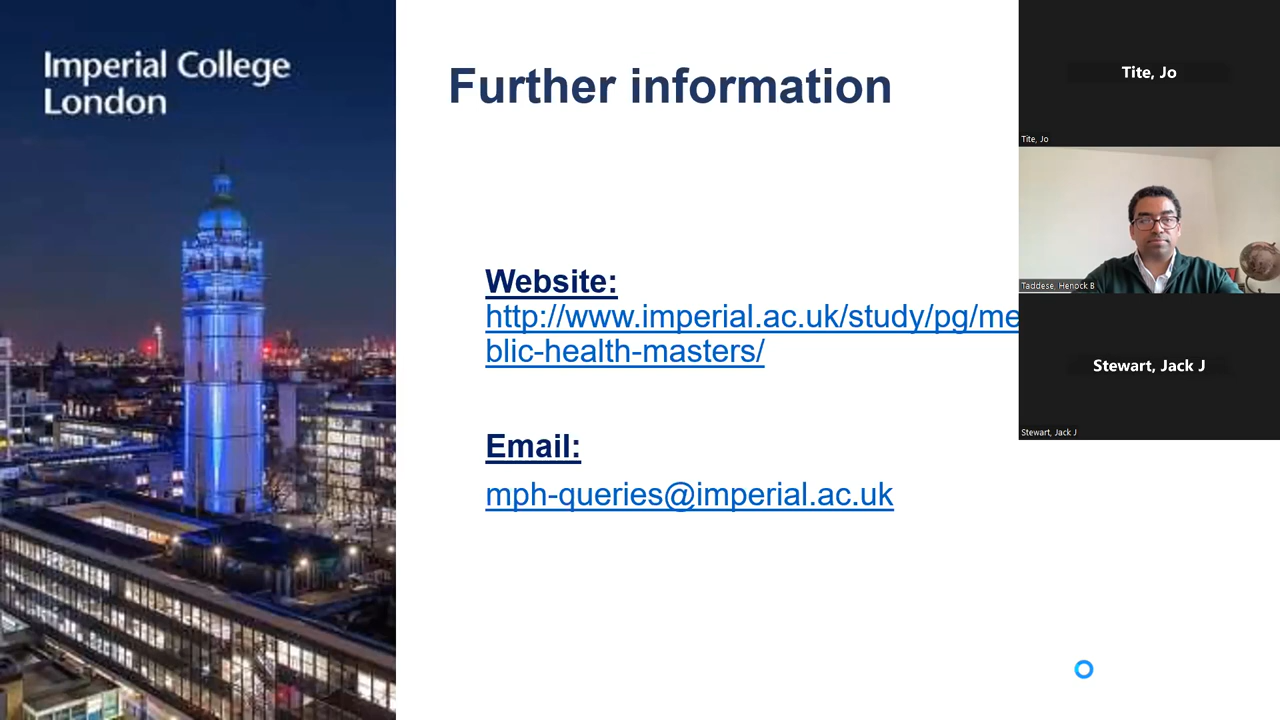 Imperial College
London
Further information
Website:
http://www.imperial.ac.uk/study/pg/me
blic-health-masters/
Email:
mph-queries@imperial.ac.uk
Tite, Jo
Tite, Jo
Taddese, Henock B
Stewart, Jack J
Stewart, Jack J